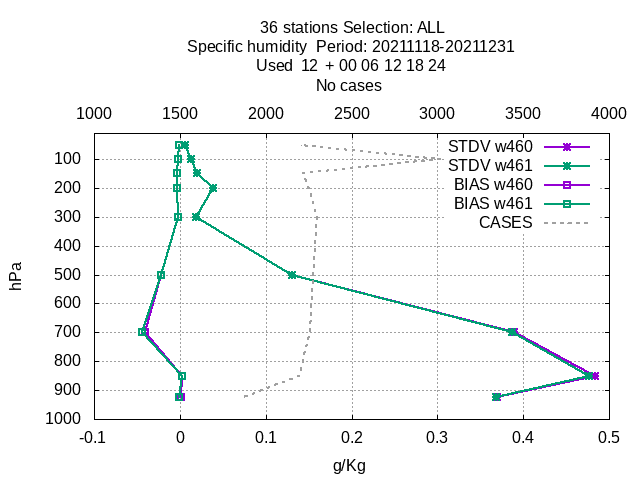 36 stations Selection: ALL
Specific humidity  Period: 20211118-20211231
Used  12  + 00 06 12 18 24
No cases
1000 1500 2000 2500 3000 3500 4000
STDV w460
STDV w461
BIAS w460
BIAS w461
CASES
100
200
300
400
500
600
700
800
900
1000
hPa
-0.1 0 0.1 0.2 0.3 0.4 0.5
g/Kg